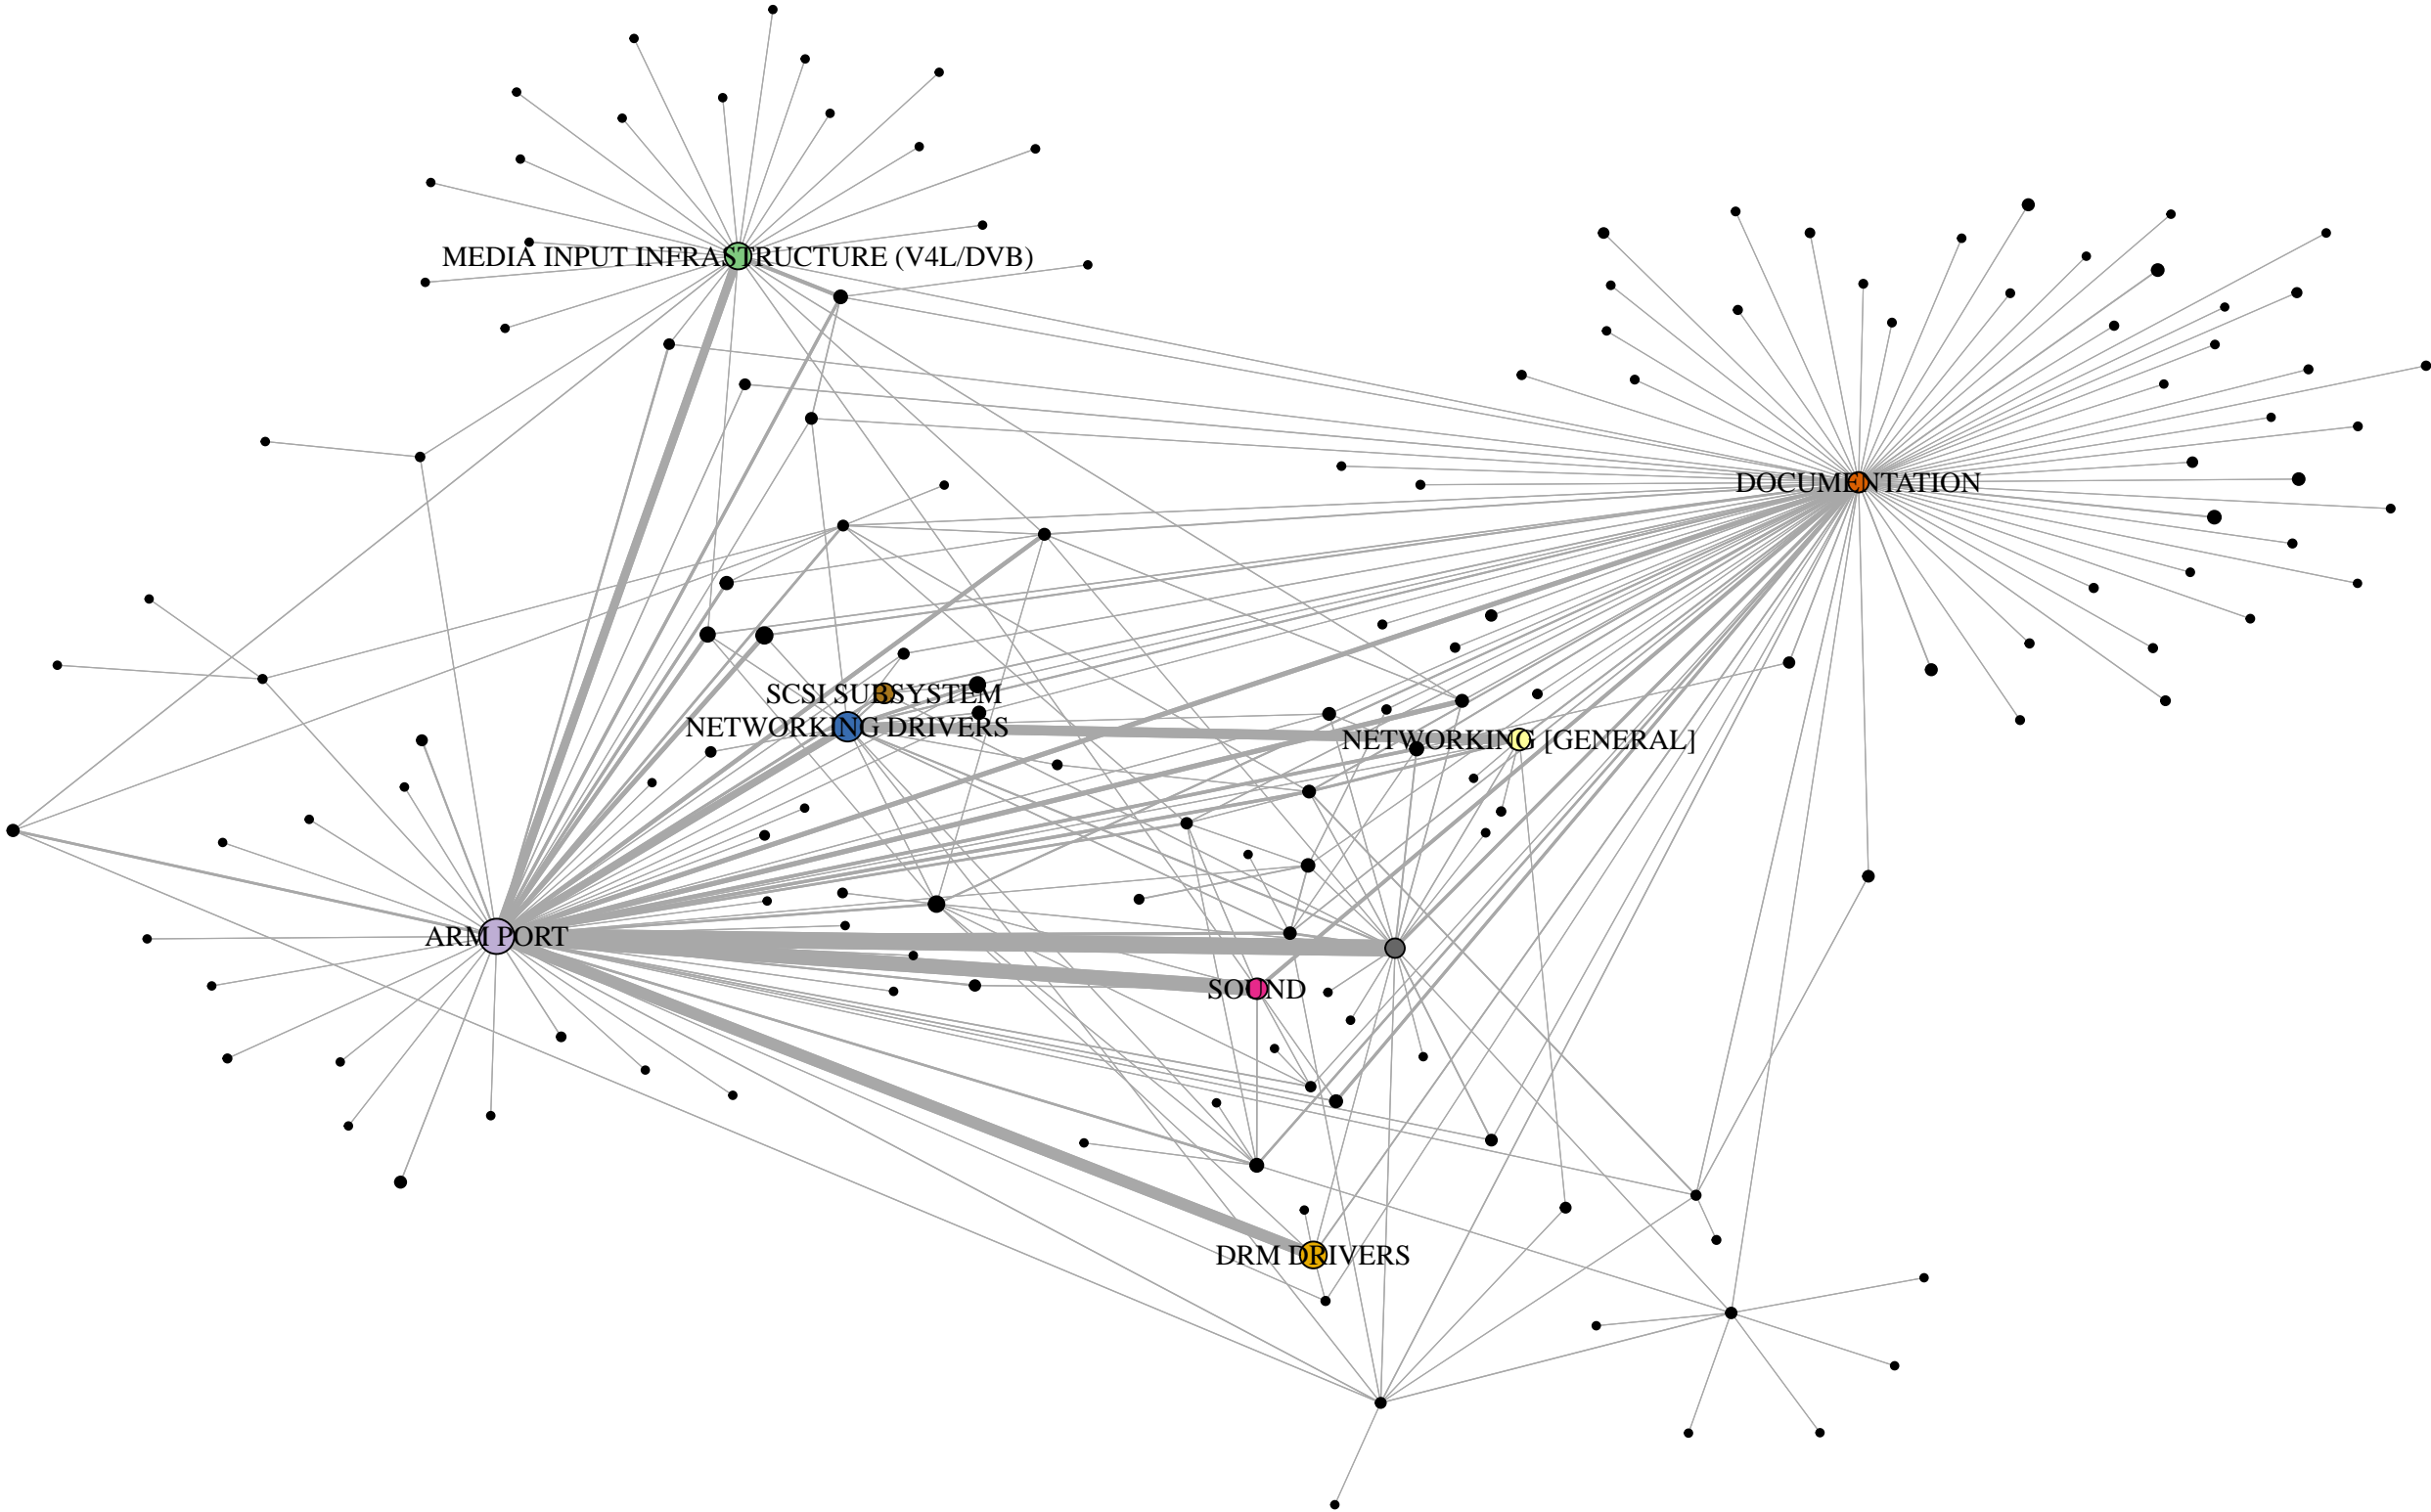 MEDIA INPUT INFRASTRUCTURE (V4L/DVB)
DOCUMENTATION
SCSI SUBSYSTEM
NETWORKING DRIVERS
NETWORKING [GENERAL]
ARM PORT
SOUND
DRM DRIVERS